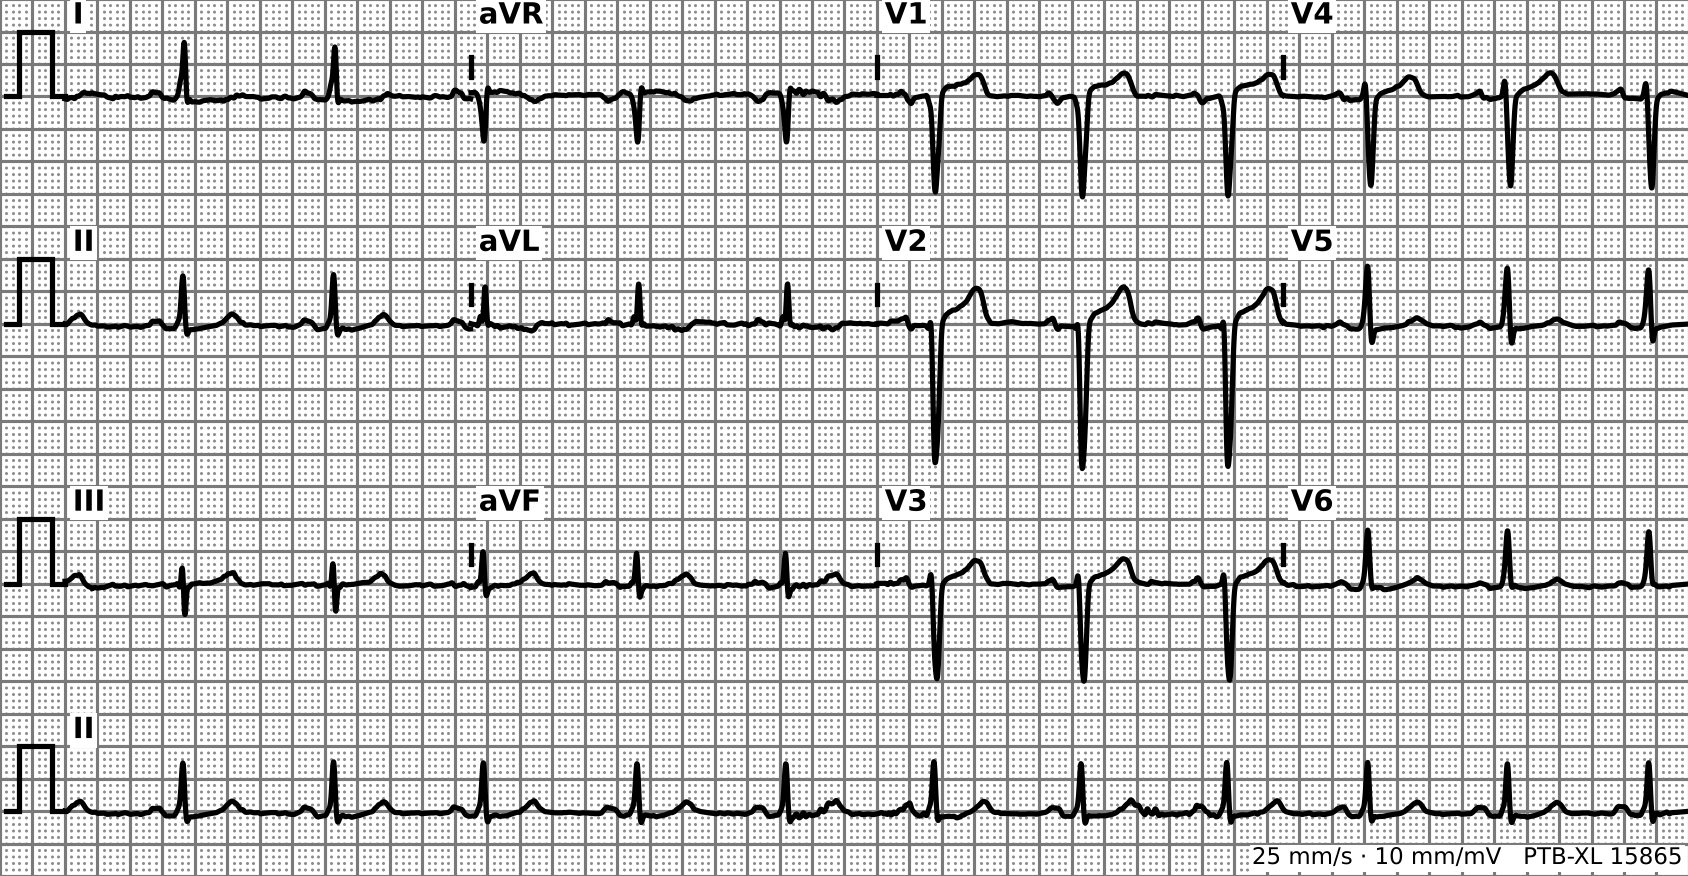 I aVR V1 V4
II aVL V2 V5
III aVF V3 V6
II
25 mm/s · 10 mm/mV PTB-XL 15865